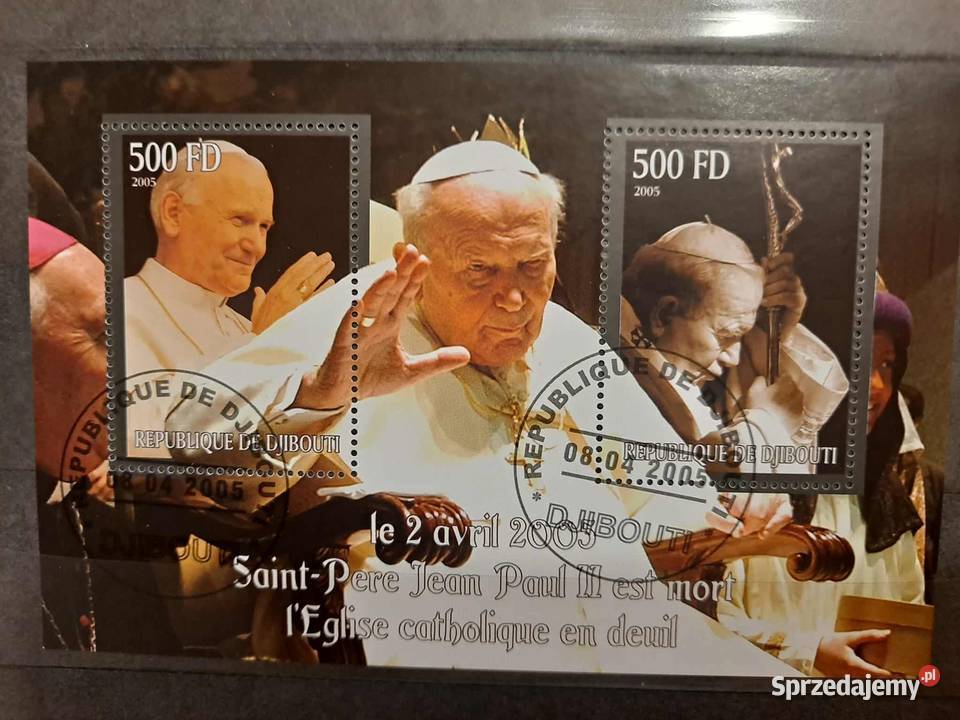 500 FD
2005
REPUBLIQUE DE DJIBOUTI
500 FD
2005
REPUBLIQUE DE DJIBOUTI
* REPUBLIQUE DE DJIBOUTI *
08 04 2005
DJIBOUTI
* REPUBLIQUE DE DJIBOUTI *
08 04 2005
DJIBOUTI
le 2 avril 2005
Saint-Pere Jean Paul II est mort
l'Eglise catholique en deuil
Sprzedajemy.pl